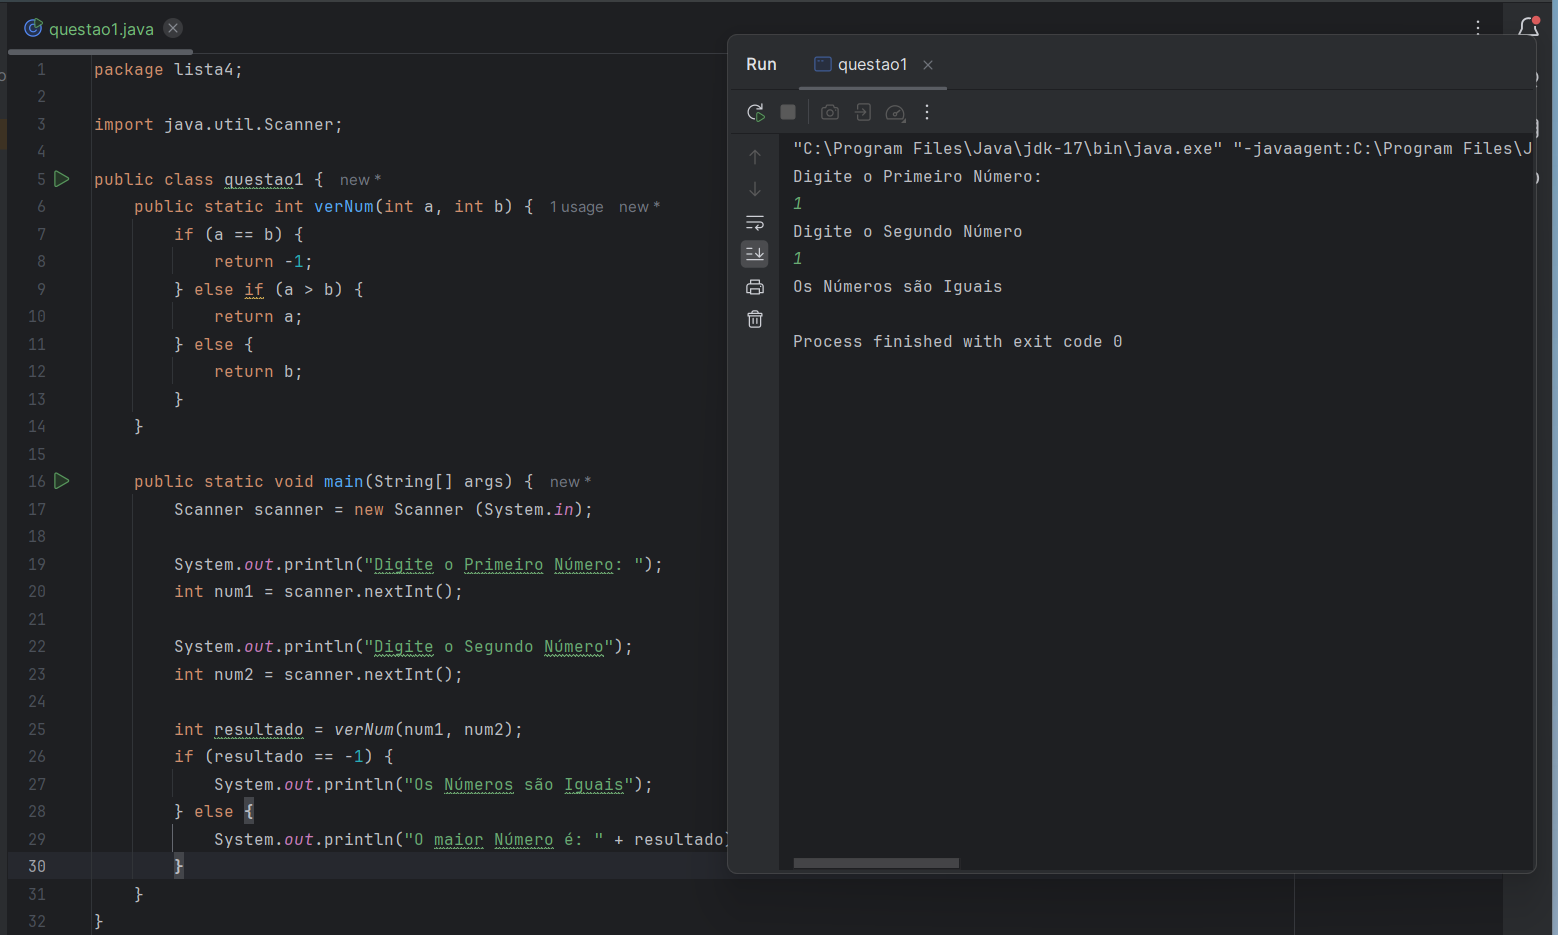 questao1.java
1 package lista4;
2
3 import java.util.Scanner;
4
5 public class questao1 { new *
6 public static int verNum(int a, int b) { 1 usage new *
7 if (a == b) {
8 return -1;
9 } else if (a > b) {
10 return a;
11 } else {
12 return b;
13 }
14 }
15
16 public static void main(String[] args) { new *
17 Scanner scanner = new Scanner (System.in);
18
19 System.out.println("Digite o Primeiro Número: ");
20 int num1 = scanner.nextInt();
21
22 System.out.println("Digite o Segundo Número");
23 int num2 = scanner.nextInt();
24
25 int resultado = verNum(num1, num2);
26 if (resultado == -1) {
27 System.out.println("Os Números são Iguais");
28 } else {
29 System.out.println("O maior Número é: " + resultado)
30 }
31 }
32 }
Run questao1
"C:\Program Files\Java\jdk-17\bin\java.exe" "-javaagent:C:\Program Files\J
Digite o Primeiro Número:
1
Digite o Segundo Número
1
Os Números são Iguais
Process finished with exit code 0